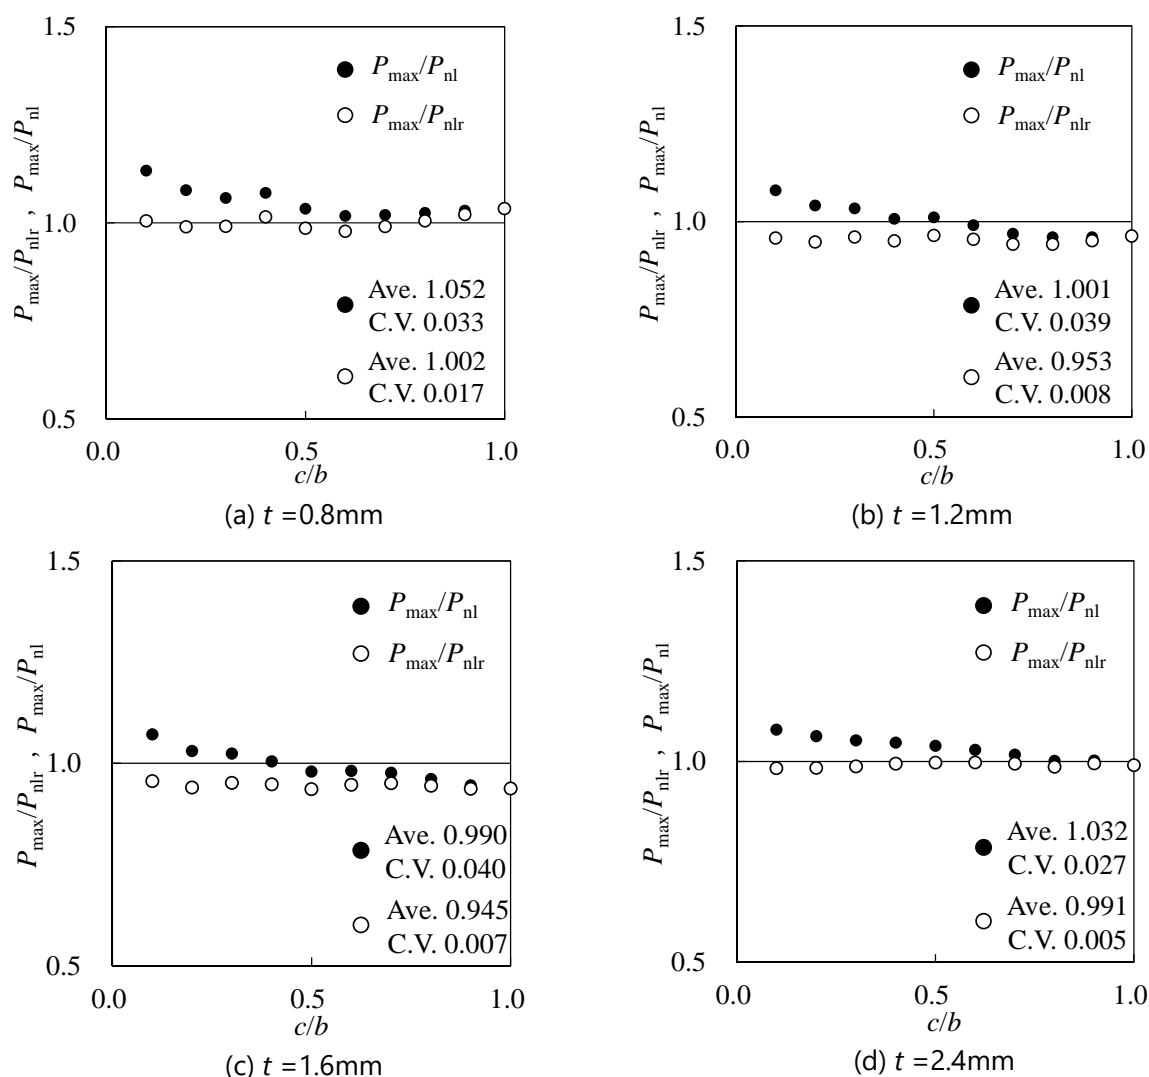 1.5
P_max/P_nl
P_max/P_nlr
P_max/P_nlr , P_max/P_nl
1.0
Ave. 1.052
C.V. 0.033
Ave. 1.002
C.V. 0.017
0.5
0.0 0.5 1.0
c/b
(a) t =0.8mm
1.5
P_max/P_nl
P_max/P_nlr
P_max/P_nlr , P_max/P_nl
1.0
Ave. 1.001
C.V. 0.039
Ave. 0.953
C.V. 0.008
0.5
0.0 0.5 1.0
c/b
(b) t =1.2mm
1.5
P_max/P_nl
P_max/P_nlr
P_max/P_nlr , P_max/P_nl
1.0
Ave. 0.990
C.V. 0.040
Ave. 0.945
C.V. 0.007
0.5
0.0 0.5 1.0
c/b
(c) t =1.6mm
1.5
P_max/P_nl
P_max/P_nlr
P_max/P_nlr , P_max/P_nl
1.0
Ave. 1.032
C.V. 0.027
Ave. 0.991
C.V. 0.005
0.5
0.0 0.5 1.0
c/b
(d) t =2.4mm